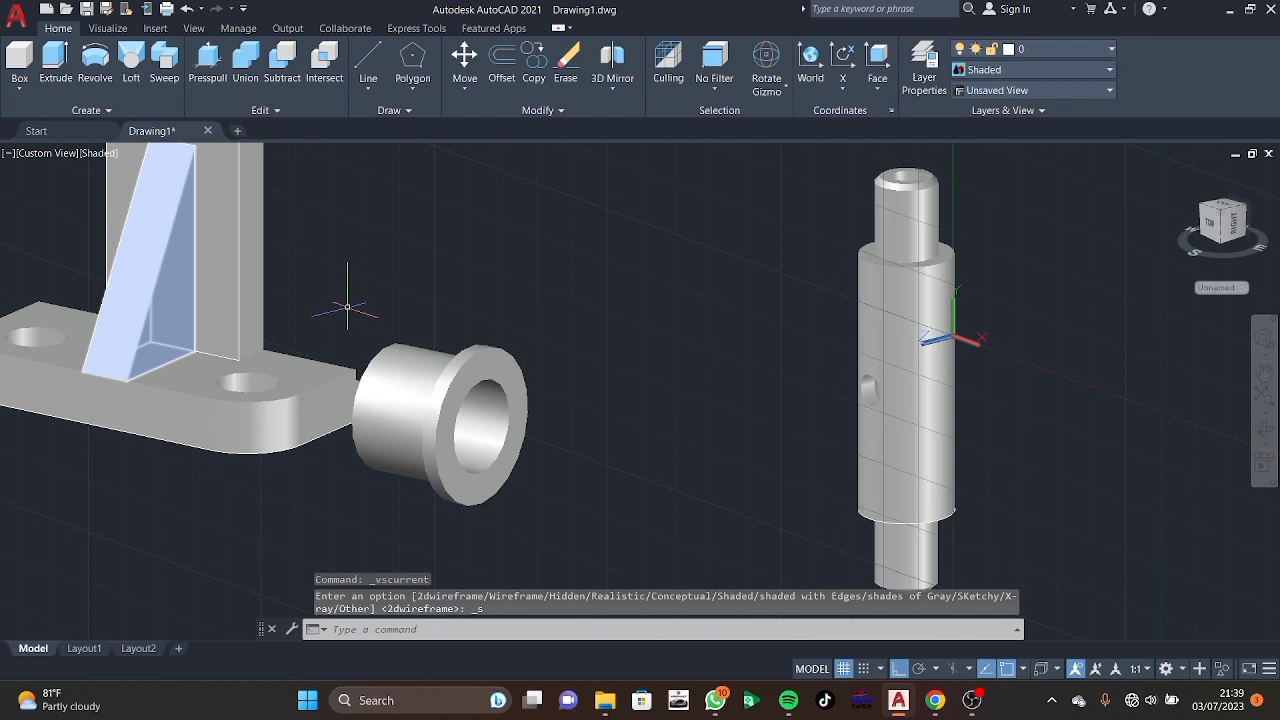 Autodesk AutoCAD 2021 Drawing1.dwg
Type a keyword or phrase
Sign In
Home Insert Visualize View Manage Output Collaborate Express Tools Featured Apps
Box Extrude Revolve Loft Sweep Presspull Union Subtract Intersect Line Polygon Move Offset Copy Erase 3D Mirror Culling No Filter Rotate Gizmo World X Face Layer Properties
0
Shaded
Unsaved View
Create Edit Draw Modify Selection Coordinates Layers & View
Start Drawing1*
[−][Custom View][Shaded]
TOP
RIGHT
S
E
Unnamed
Y
X
Z
Command: _vscurrent
Enter an option [2dwireframe/Wireframe/Hidden/Realistic/Conceptual/Shaded/shaded with Edges/shades of Gray/SKetchy/X-
ray/Other] <2dwireframe>: _s
Type a command
Model Layout1 Layout2
MODEL
1:1
81°F
Partly cloudy
Search
10
21:39
03/07/2023
3